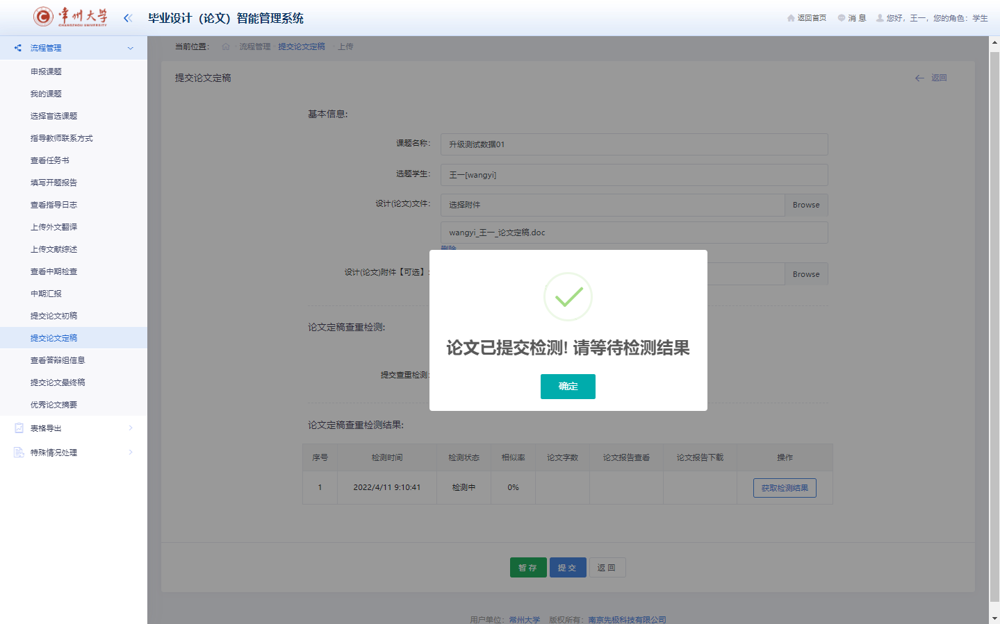 常州大学
CHANGZHOU UNIVERSITY
毕业设计（论文）智能管理系统
返回首页
消 息
您好，王一，您的角色：学生
流程管理
申报课题
我的课题
选择盲选课题
指导教师联系方式
查看任务书
填写开题报告
查看指导日志
上传外文翻译
上传文献综述
查看中期检查
中期汇报
提交论文初稿
提交论文定稿
查看答辩组信息
提交论文最终稿
优秀论文摘要
表格导出
特殊情况处理
当前位置： 流程管理 提交论文定稿 上传
提交论文定稿
返回
基本信息:
课题名称： 升级测试数据01
选题学生： 王一[wangyi]
设计(论文)文件： 选择附件 Browse
wangyi_王一_论文定稿.doc
删除
设计(论文)附件【可选】： Browse
论文定稿查重检测:
论文已提交检测! 请等待检测结果
提交查重检测:
确定
论文定稿查重检测结果:
序号 检测时间 检测状态 相似率 论文字数 论文报告查看 论文报告下载 操作
1 2022/4/11 9:10:41 检测中 0% 获取检测结果
暂 存 提 交 返 回
用户单位：常州大学 版权所有：南京先极科技有限公司